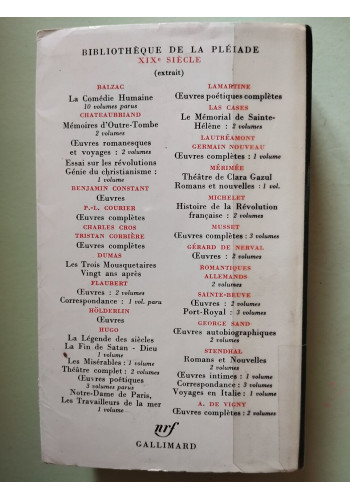 BIBLIOTHÈQUE DE LA PLÉIADE
XIXe SIÈCLE
(extrait)
BALZAC
La Comédie Humaine
10 volumes parus
CHATEAUBRIAND
Mémoires d'Outre-Tombe
2 volumes
Œuvres romanesques
et voyages : 2 volumes
Essai sur les révolutions
Génie du christianisme :
1 volume
BENJAMIN CONSTANT
Œuvres
P.-L. COURIER
Œuvres complètes
CHARLES CROS
TRISTAN CORBIÈRE
Œuvres complètes
DUMAS
Les Trois Mousquetaires
Vingt ans après
FLAUBERT
Œuvres : 2 volumes
Correspondance : 1 vol. paru
HÖLDERLIN
Œuvres
HUGO
La Légende des siècles
La Fin de Satan - Dieu
1 volume
Les Misérables : 1 volume
Théâtre complet : 2 volumes
Œuvres poétiques
3 volumes parus
Notre-Dame de Paris,
Les Travailleurs de la mer
1 volume
LAMARTINE
Œuvres poétiques complètes
LAS CASES
Le Mémorial de Sainte-
Hélène : 2 volumes
LAUTRÉAMONT
GERMAIN NOUVEAU
Œuvres complètes : 1 volume
MÉRIMÉE
Théâtre de Clara Gazul
Romans et nouvelles : 1 vol.
MICHELET
Histoire de la Révolution
française : 2 volumes
MUSSET
Œuvres complètes : 3 volumes
GÉRARD DE NERVAL
Œuvres : 2 volumes
ROMANTIQUES
ALLEMANDS
2 volumes
SAINTE-BEUVE
Œuvres : 2 volumes
Port-Royal : 3 volumes
GEORGE SAND
Œuvres autobiographiques
2 volumes
STENDHAL
Romans et Nouvelles
2 volumes
Œuvres intimes : 1 volume
Correspondance : 3 volumes
Voyages en Italie : 1 volume
A. DE VIGNY
Œuvres complètes : 2 volumes
nrf
GALLIMARD